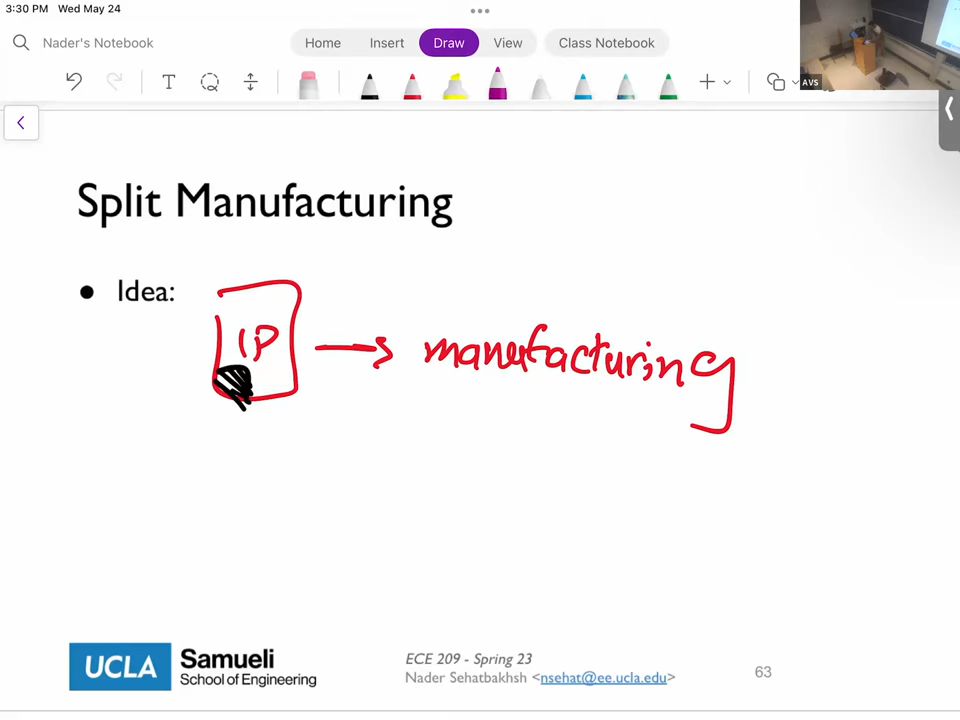 3:30 PM Wed May 24
Nader's Notebook
Home Insert Draw View Class Notebook
T
AVS
Split Manufacturing
● Idea:
IP → manufacturing
UCLA Samueli School of Engineering
ECE 209 - Spring 23
Nader Sehatbakhsh <nsehat@ee.ucla.edu>
63